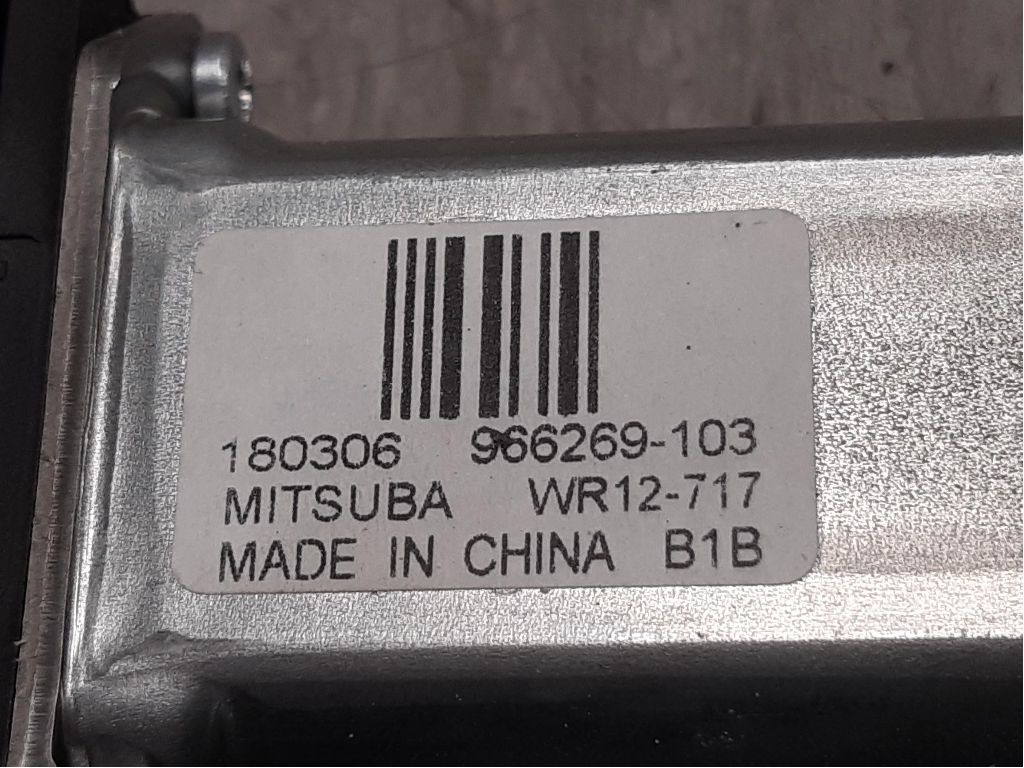 180306 966269-103
MITSUBA WR12-717
MADE IN CHINA B1B